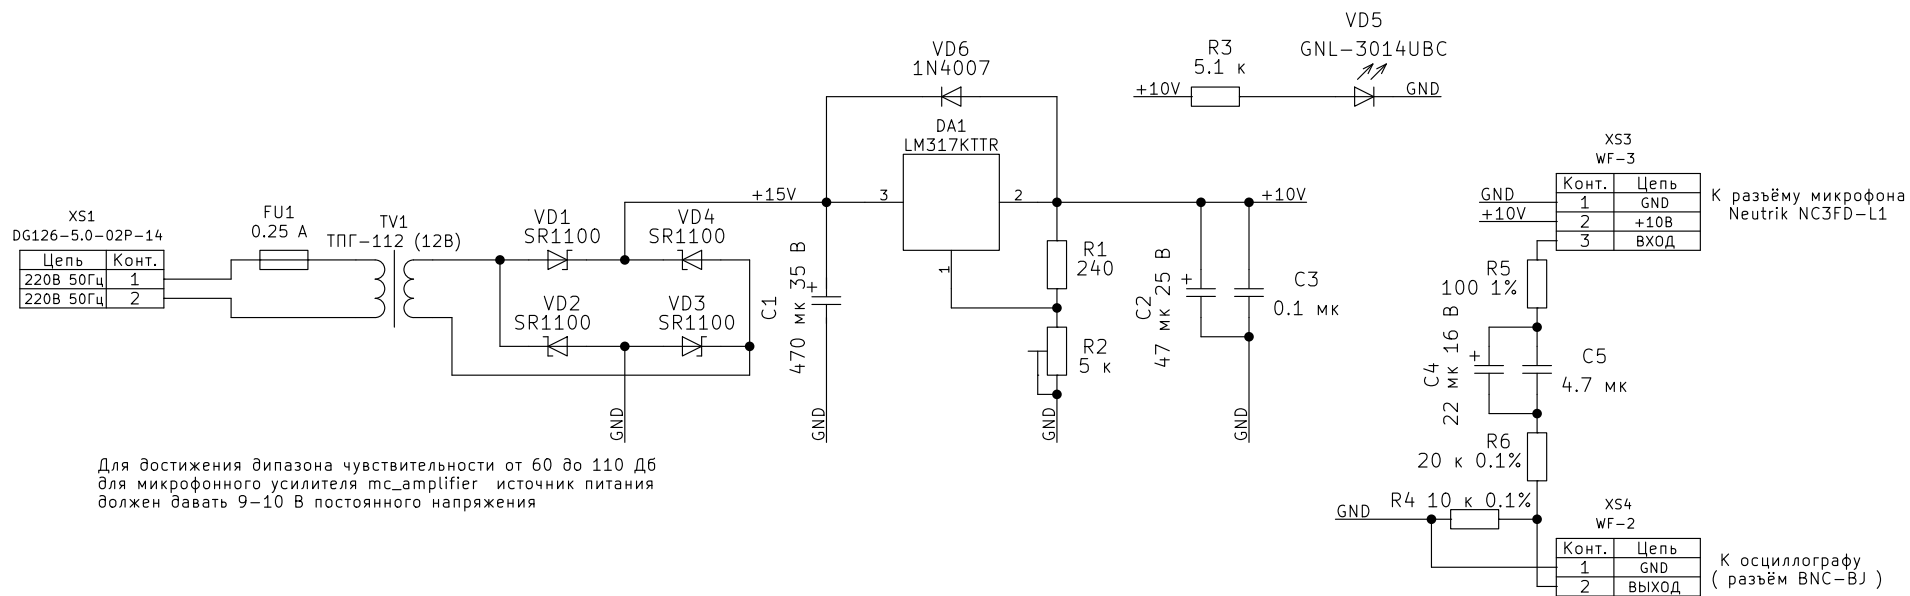 VD5
GNL-3014UBC
R3
5.1 к
+10V
GND
VD6
1N4007
DA1
LM317KTTR
3
2
1
+15V
+10V
XS1
DG126-5.0-02P-14
Цепь Конт.
220В 50Гц 1
220В 50Гц 2
FU1
0.25 А
TV1
ТПГ-112 (12В)
VD1
SR1100
VD4
SR1100
VD2
SR1100
VD3
SR1100
GND
+
C1
470 мк 35 В
GND
R1
240
R2
5 к
GND
+
C2
47 мк 25 В
C3
0.1 мк
GND
XS3
WF-3
Конт. Цепь
1 GND
2 +10В
3 ВХОД
GND
+10V
К разъёму микрофона
Neutrik NC3FD-L1
R5
100 1%
+
C4
22 мк 16 В
C5
4.7 мк
R6
20 к 0.1%
R4 10 к 0.1%
GND
XS4
WF-2
Конт. Цепь
1 GND
2 ВЫХОД
К осциллографу
( разъём BNC-BJ )
Для достижения дипазона чувствительности от 60 до 110 Дб
для микрофонного усилителя mc_amplifier источник питания
должен давать 9-10 В постоянного напряжения